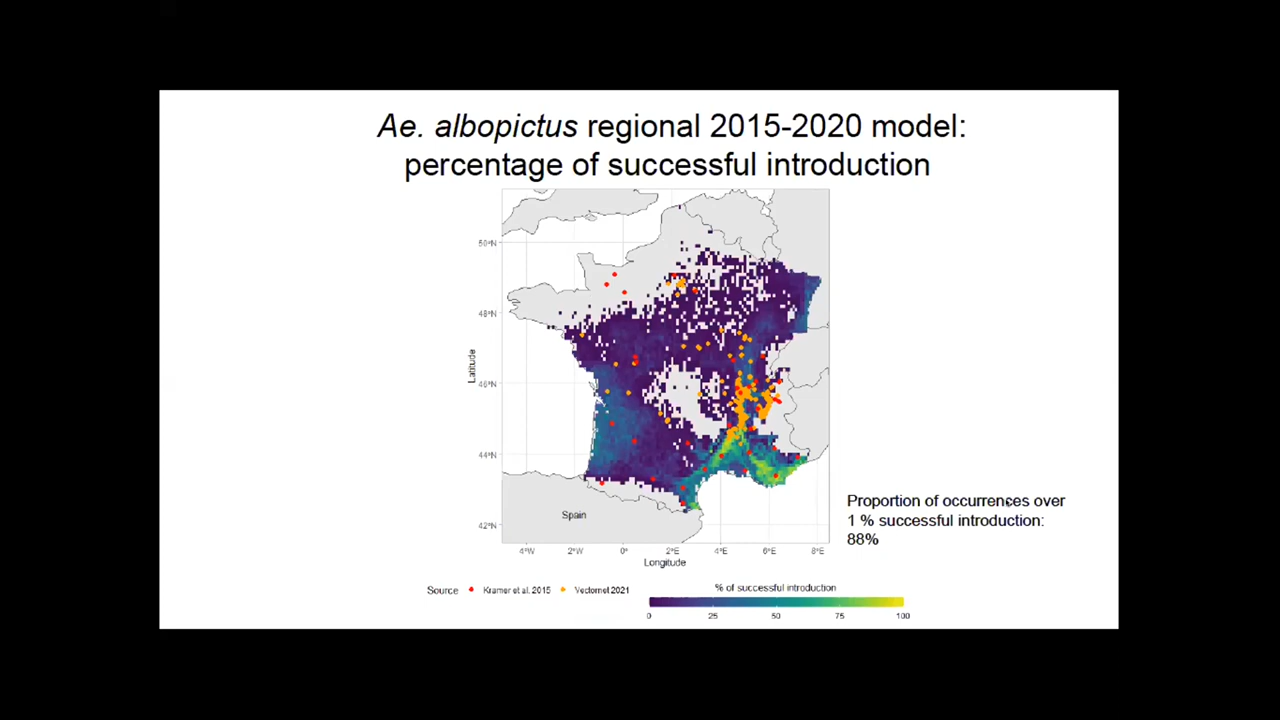 Ae. albopictus regional 2015-2020 model:
percentage of successful introduction
50°N
48°N
46°N
44°N
42°N
Latitude
Spain
4°W
2°W
0°
2°E
4°E
6°E
8°E
Longitude
Proportion of occurrences over
1 % successful introduction:
88%
Source
Kramer et al. 2015
Vectornet 2021
% of successful introduction
0
25
50
75
100